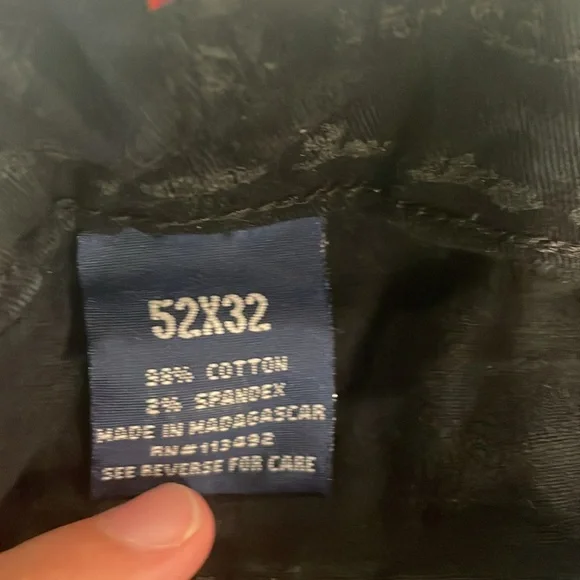 52X32
98% COTTON
2% SPANDEX
MADE IN MADAGASCAR
RN#113492
SEE REVERSE FOR CARE